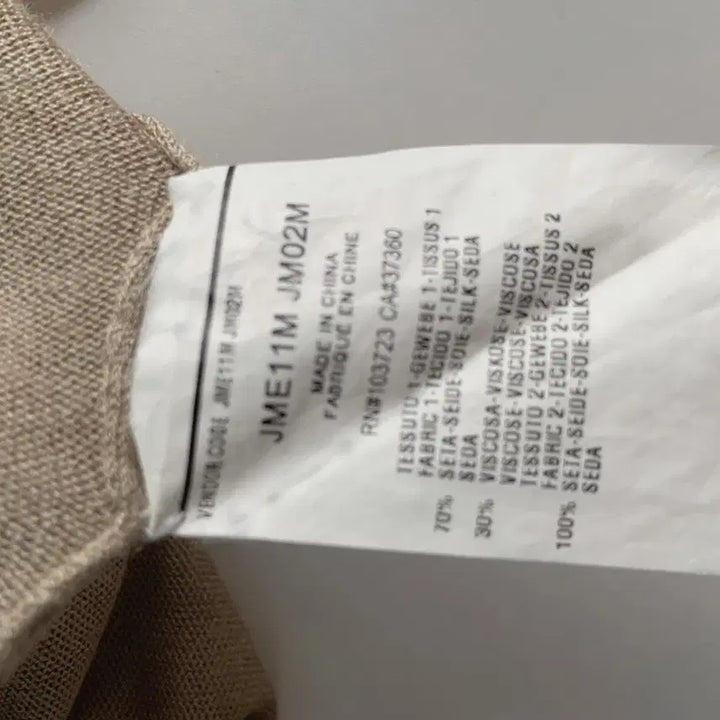 VENDOR CODE JME11M JM02M
JME11M JM02M
MADE IN CHINA
FABRIQUÉ EN CHINE
RN#103723 CA#37360
TESSUTO 1-GEWEBE 1-TISSUS 1
FABRIC 1-TECIDO 1-TEJIDO 1
70% SETA-SEIDE-SOIE-SILK-SEDA
SEDA
30% VISCOSA-VISKOSE-VISCOSE
VISCOSE-VISCOSE-VISCOSA
TESSUTO 2-GEWEBE 2-TISSUS 2
FABRIC 2-TECIDO 2-TEJIDO 2
100% SETA-SEIDE-SOIE-SILK-SEDA
SEDA